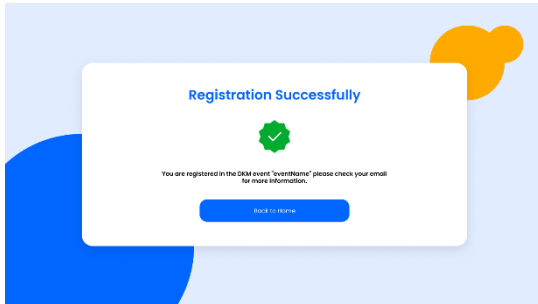 Registration Successfully
You are registered in the DKM event "eventName" please check your email
for more information.
Back to Home